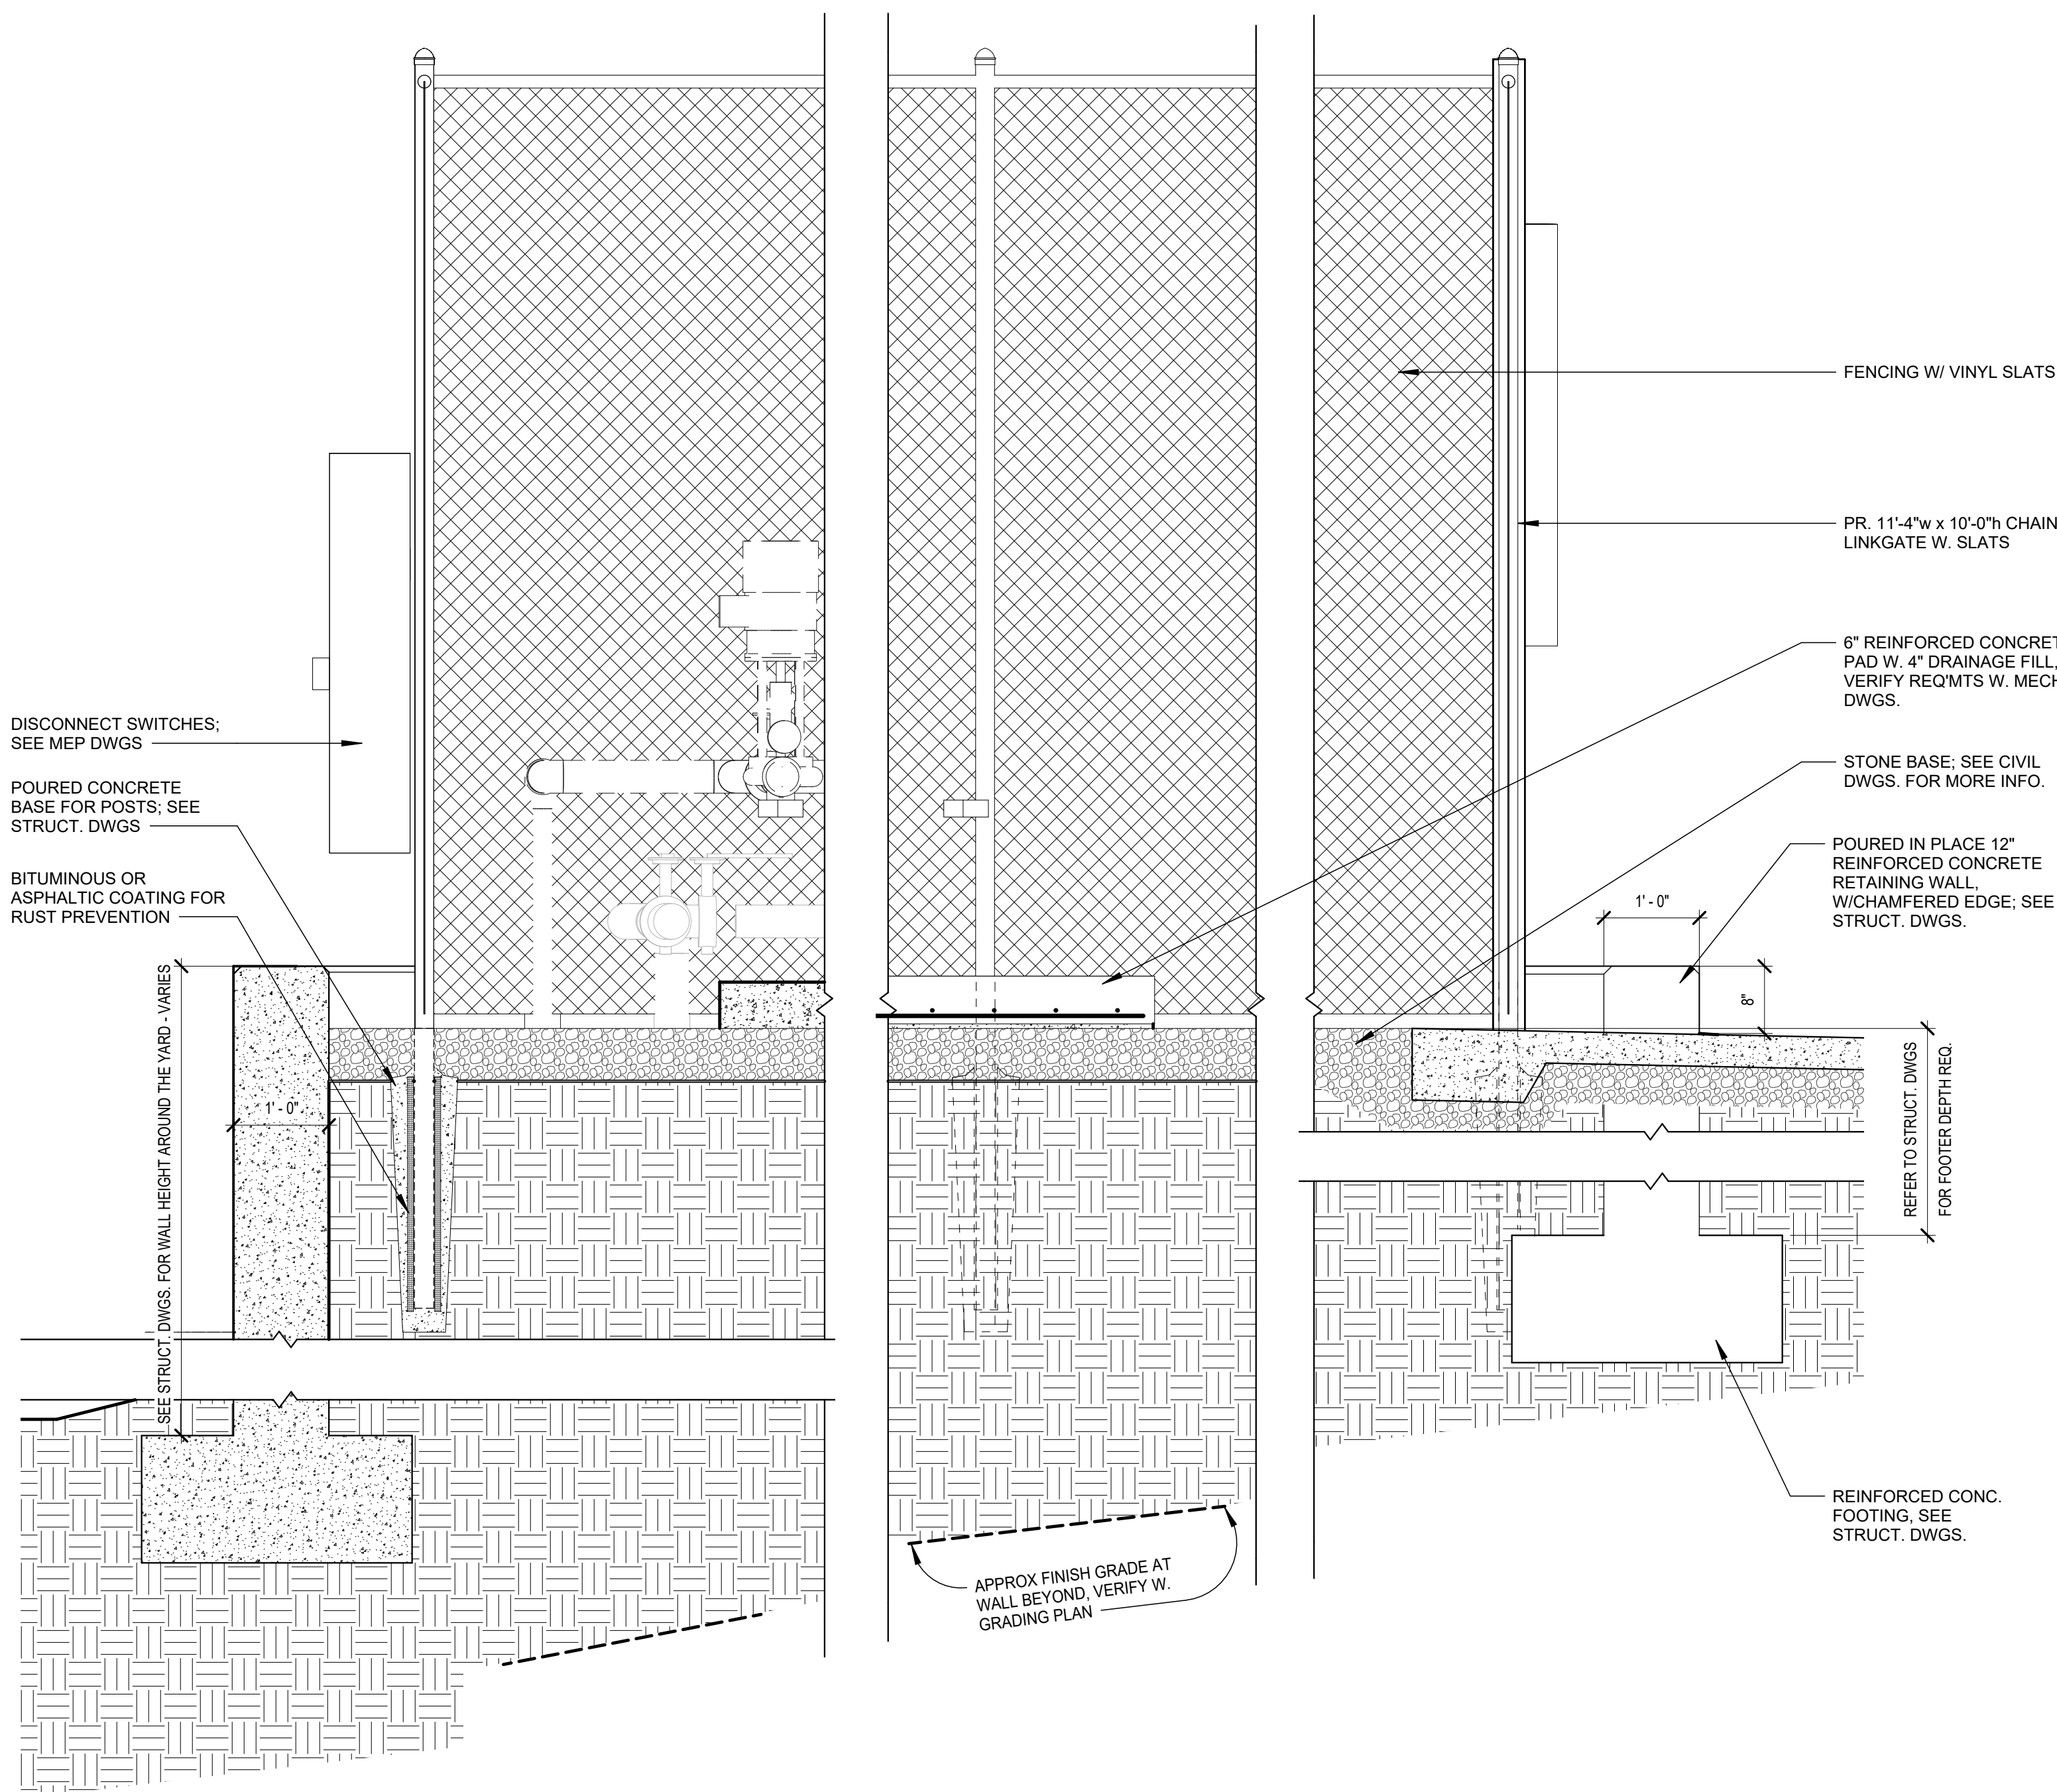 FENCING W/ VINYL SLATS
PR. 11'-4"w x 10'-0"h CHAIN
LINKGATE W. SLATS
6" REINFORCED CONCRET
PAD W. 4" DRAINAGE FILL,
VERIFY REQ'MTS W. MECH
DWGS.
DISCONNECT SWITCHES;
SEE MEP DWGS
STONE BASE; SEE CIVIL
DWGS. FOR MORE INFO.
POURED CONCRETE
BASE FOR POSTS; SEE
STRUCT. DWGS
POURED IN PLACE 12"
REINFORCED CONCRETE
RETAINING WALL,
W/CHAMFERED EDGE; SEE
STRUCT. DWGS.
BITUMINOUS OR
ASPHALTIC COATING FOR
RUST PREVENTION
1' - 0"
8"
SEE STRUCT. DWGS. FOR WALL HEIGHT AROUND THE YARD - VARIES
1' - 0"
REFER TO STRUCT. DWGS
FOR FOOTER DEPTH REQ.
REINFORCED CONC.
FOOTING, SEE
STRUCT. DWGS.
APPROX FINISH GRADE AT
WALL BEYOND, VERIFY W.
GRADING PLAN